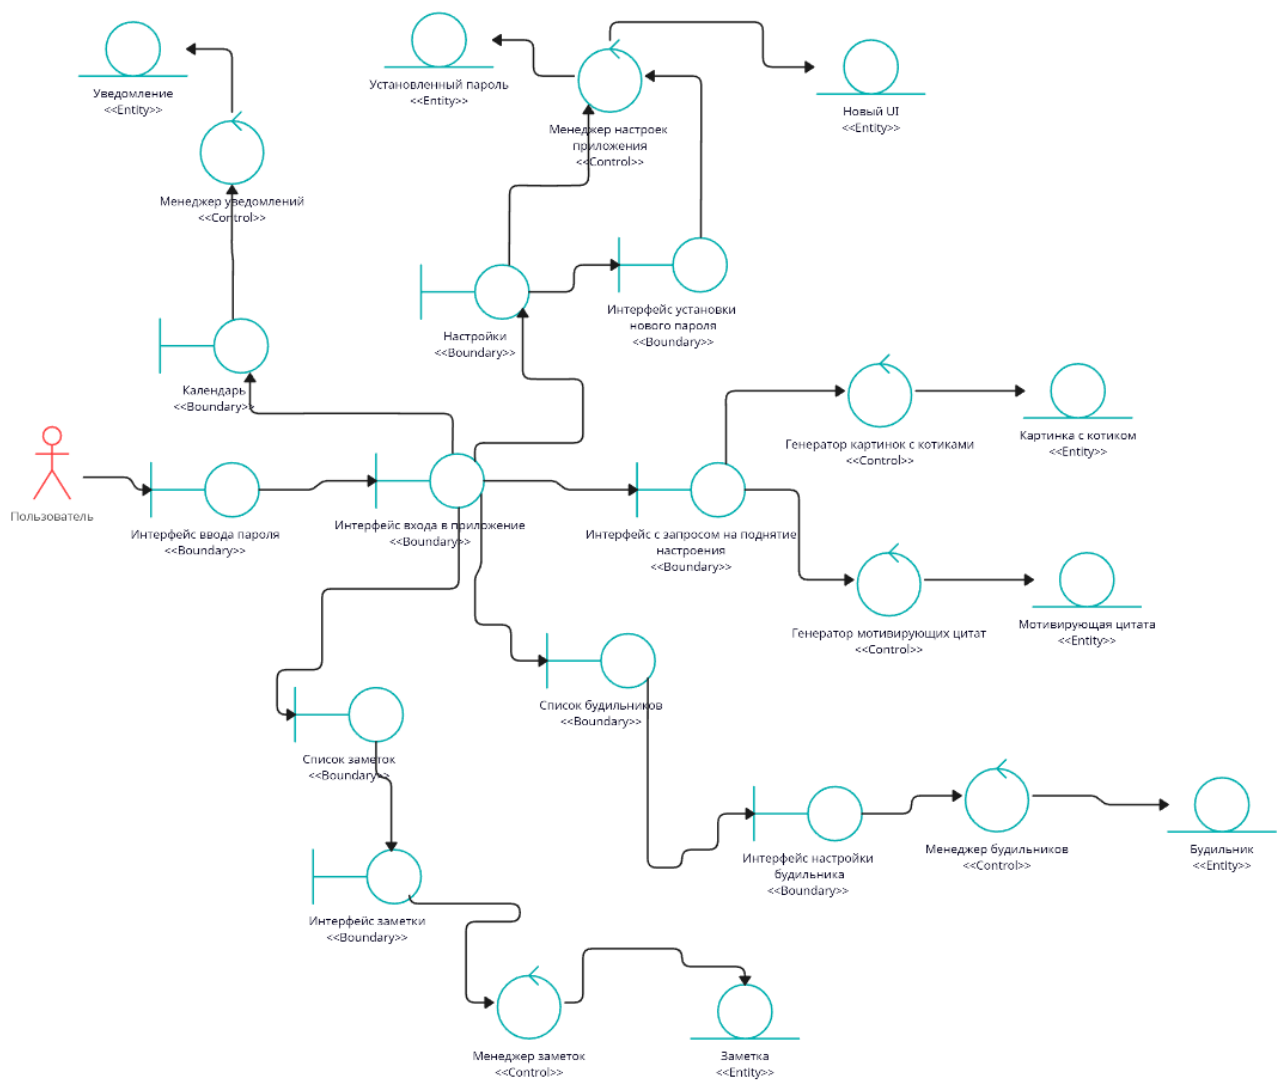 Уведомление
<<Entity>>
Установленный пароль
<<Entity>>
Новый UI
<<Entity>>
Менеджер настроек
приложения
<<Control>>
Менеджер уведомлений
<<Control>>
Интерфейс установки
нового пароля
<<Boundary>>
Настройки
<<Boundary>>
Календарь
<<Boundary>>
Генератор картинок с котиками
<<Control>>
Картинка с котиком
<<Entity>>
Пользователь
Интерфейс ввода пароля
<<Boundary>>
Интерфейс входа в приложение
<<Boundary>>
Интерфейс с запросом на поднятие
настроения
<<Boundary>>
Генератор мотивирующих цитат
<<Control>>
Мотивирующая цитата
<<Entity>>
Список будильников
<<Boundary>>
Список заметок
<<Boundary>>
Интерфейс настройки
будильника
<<Boundary>>
Менеджер будильников
<<Control>>
Будильник
<<Entity>>
Интерфейс заметки
<<Boundary>>
Менеджер заметок
<<Control>>
Заметка
<<Entity>>